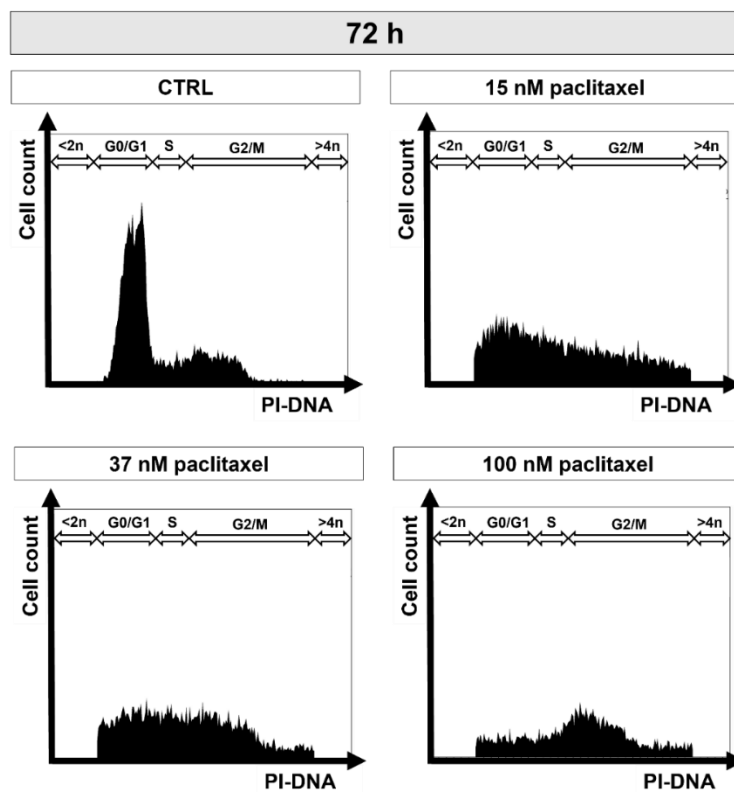 72 h
CTRL
15 nM paclitaxel
<2n G0/G1 S G2/M >4n
Cell count
PI-DNA
<2n G0/G1 S G2/M >4n
Cell count
PI-DNA
37 nM paclitaxel
100 nM paclitaxel
<2n G0/G1 S G2/M >4n
Cell count
PI-DNA
<2n G0/G1 S G2/M >4n
Cell count
PI-DNA